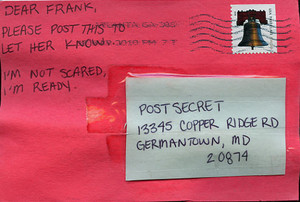 DEAR FRANK,
PLEASE POST THIS TO
LET HER KNOW.
I'M NOT SCARED,
I'M READY.
POST SECRET
13345 COPPER RIDGE RD
GERMANTOWN, MD
20874